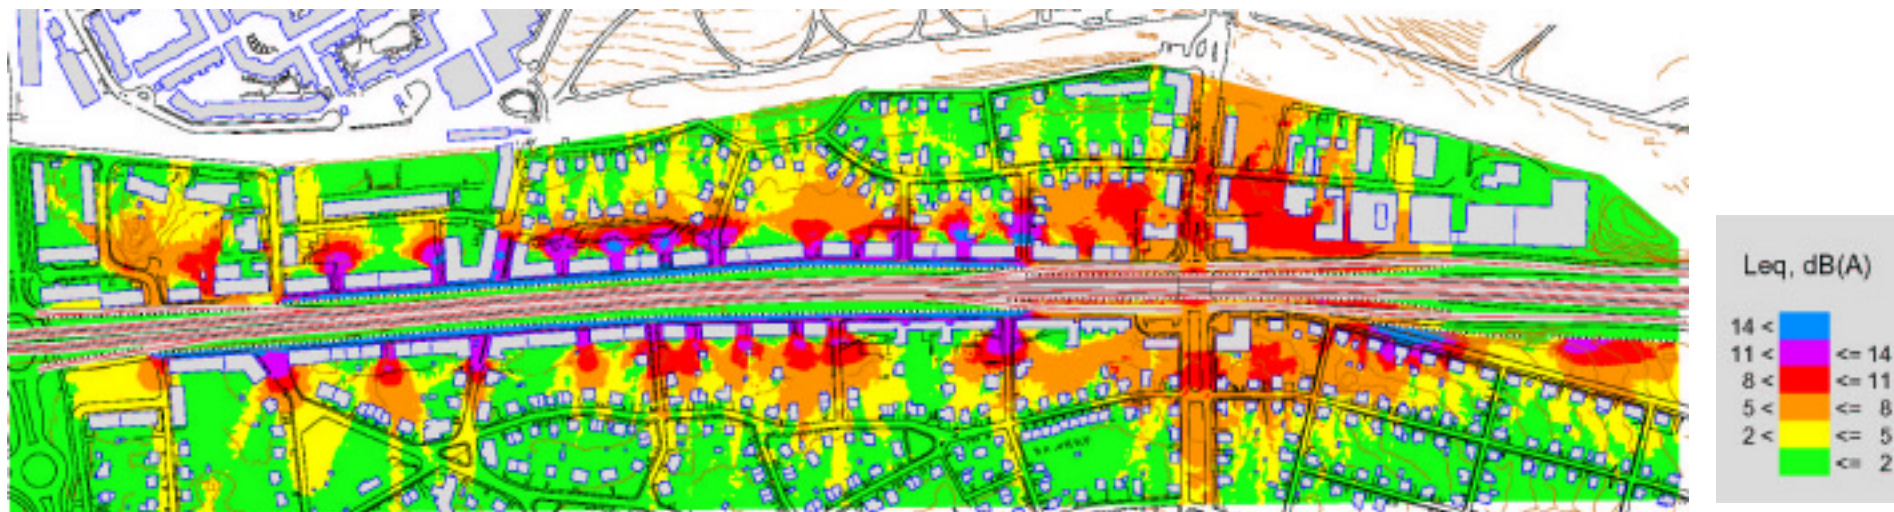 Leq, dB(A)
14 <
11 < <= 14
8 < <= 11
5 < <= 8
2 < <= 5
<= 2